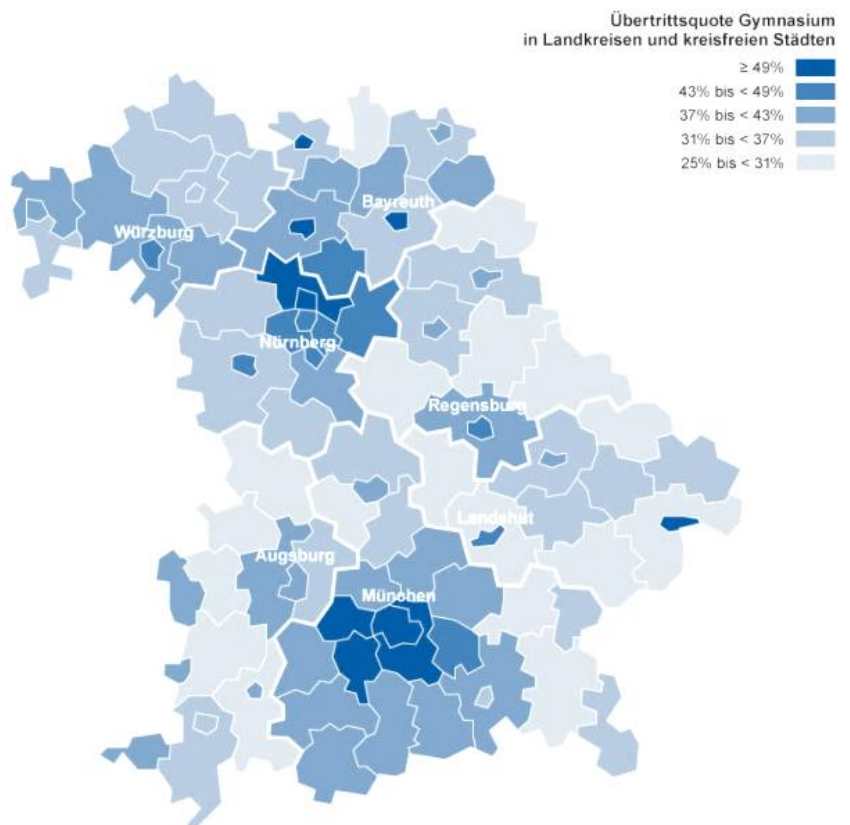 Übertrittsquote Gymnasium
in Landkreisen und kreisfreien Städten
≥ 49%
43% bis < 49%
37% bis < 43%
31% bis < 37%
25% bis < 31%
Bayreuth
Würzburg
Nürnberg
Regensburg
Landshut
Augsburg
München